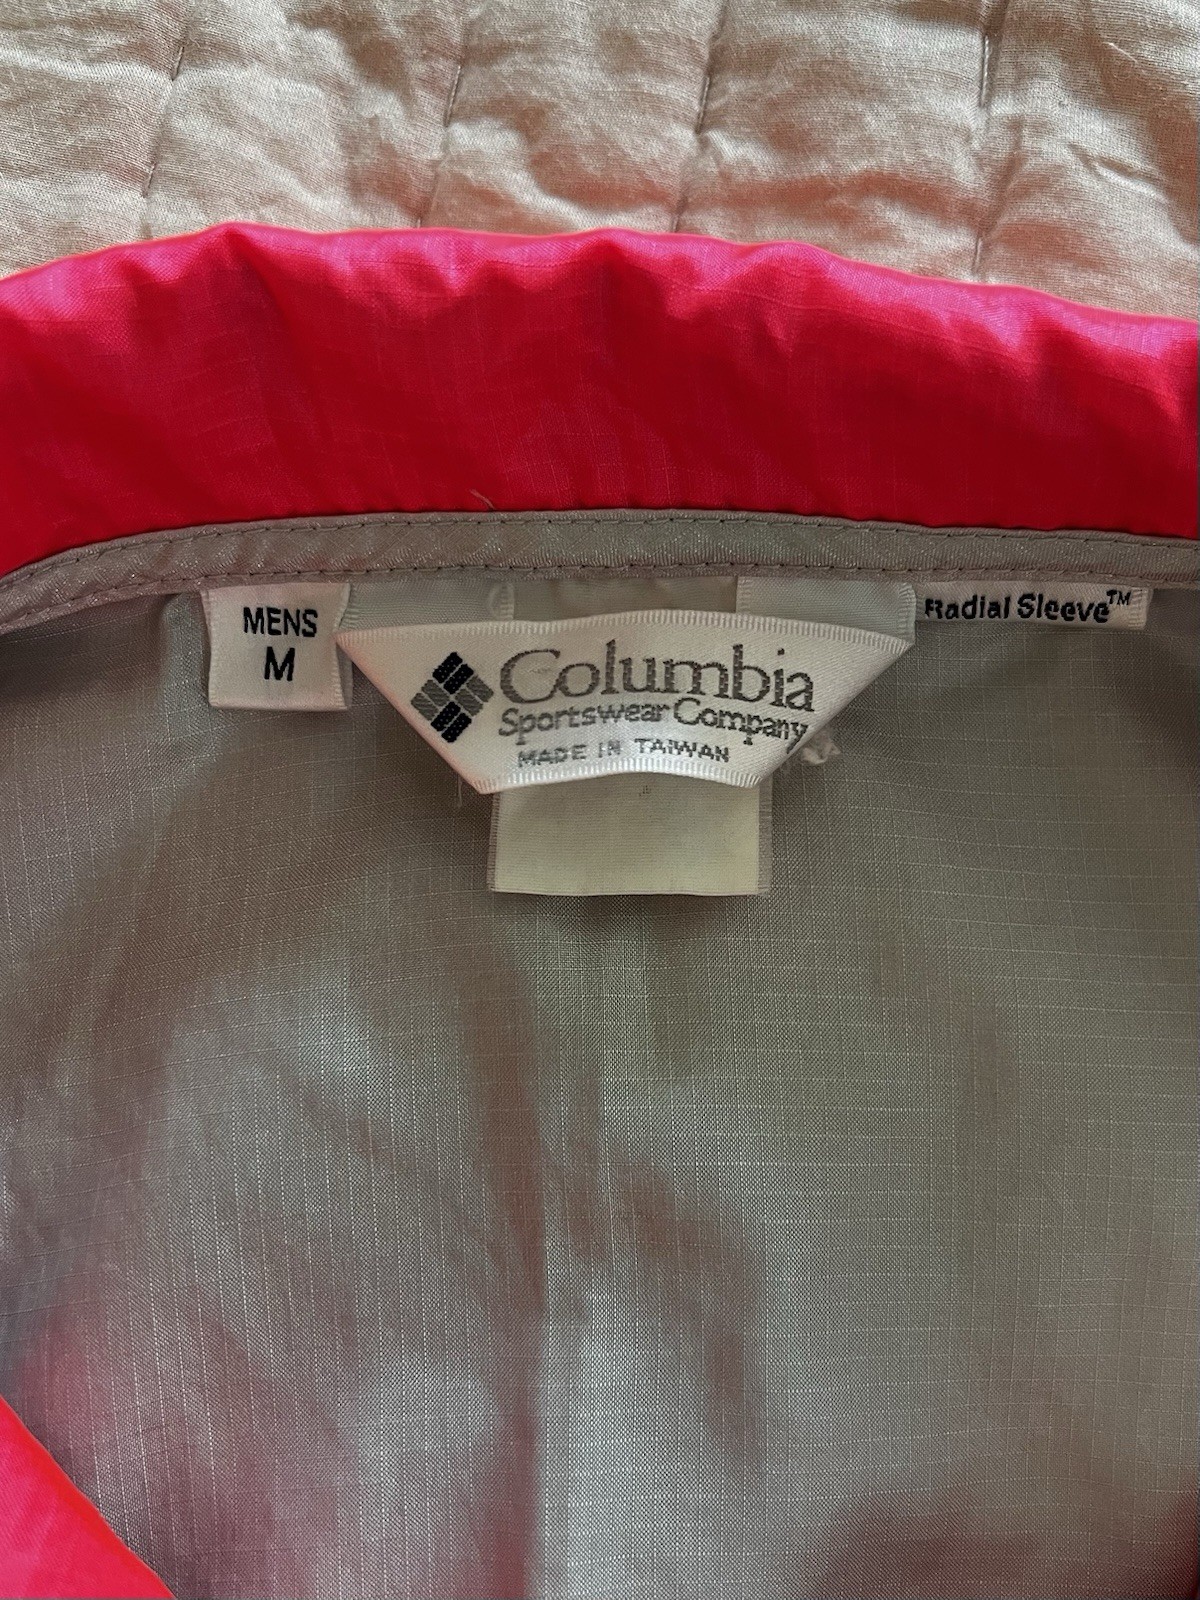 MENS
M
Columbia
Sportswear Company
MADE IN TAIWAN
Radial Sleeve™